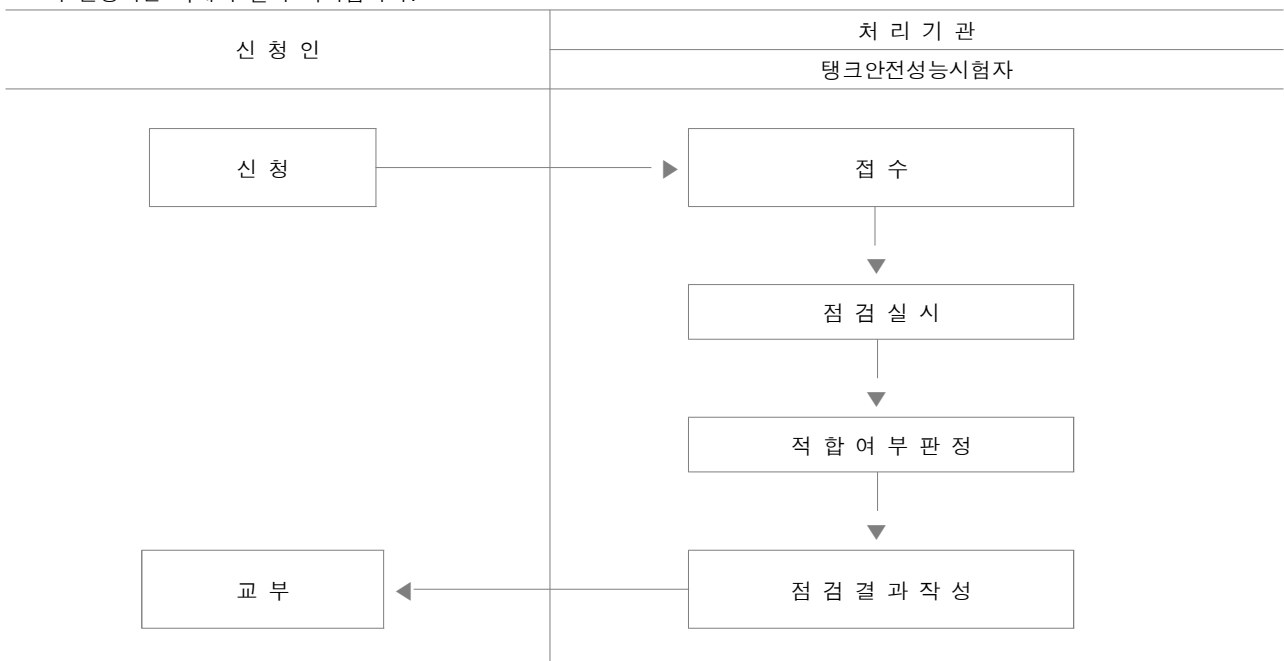 처 리 기 관
신 청 인
탱크안전성능시험자
신 청
접 수
점 검 실 시
적 합 여 부 판 정
교 부
점 검 결 과 작 성